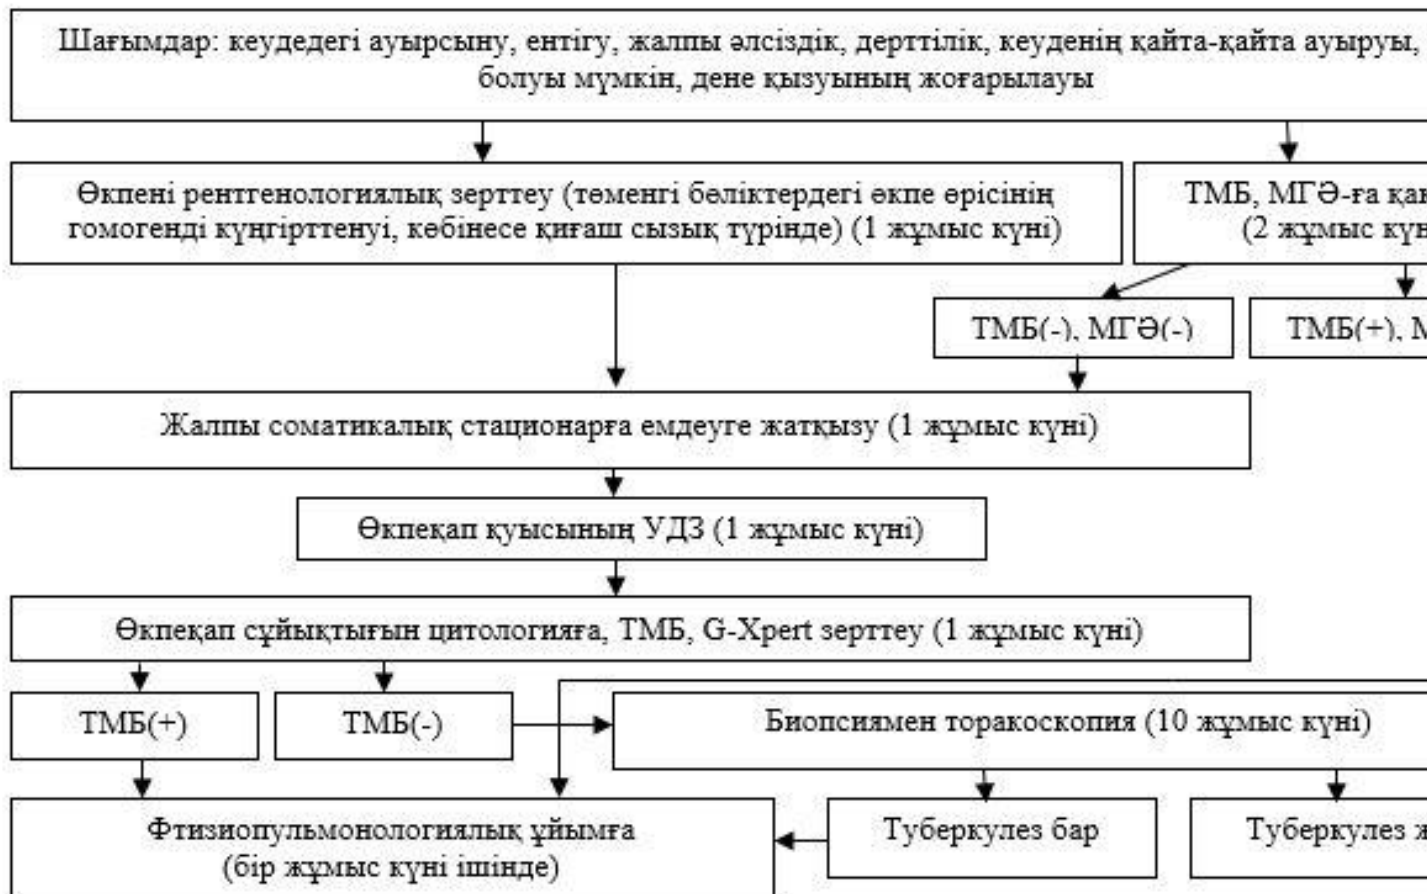 Шағымдар: кеудедегі ауырсыну, ентігу, жалпы әлсіздік, дерттілік, кеуденің қайта-қайта ауыруы,
болуы мүмкін, дене қызуының жоғарылауы
Өкпені рентгенологиялық зерттеу (төменгі бөліктердегі өкпе өрісінің
гомогенді күңгірттенуі, көбінесе қиғаш сызық түрінде) (1 жұмыс күні)
ТМБ, МГӘ-ға
(2 жұмыс
ТМБ(-), МГӘ(-)
ТМБ(+),
Жалпы соматикалық стационарға емдеуге жатқызу (1 жұмыс күні)
Өкпеқап қуысының УДЗ (1 жұмыс күні)
Өкпеқап сұйықтығын цитологияға, ТМБ, G-Xpert зерттеу (1 жұмыс күні)
ТМБ(+)
ТМБ(-)
Биопсиямен торакоскопия (10 жұмыс күні)
Фтизиопульмонологиялық ұйымға
(бір жұмыс күні ішінде)
Туберкулез бар
Туберкулез